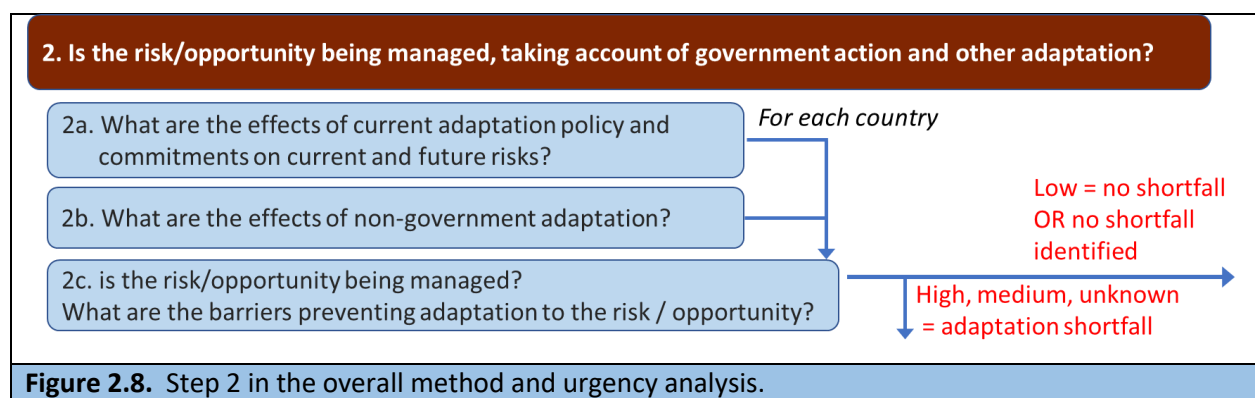 2. Is the risk/opportunity being managed, taking account of government action and other adaptation?
2a. What are the effects of current adaptation policy and
commitments on current and future risks?
For each country
2b. What are the effects of non-government adaptation?
2c. is the risk/opportunity being managed?
What are the barriers preventing adaptation to the risk / opportunity?
Low = no shortfall
OR no shortfall
identified
High, medium, unknown
= adaptation shortfall
Figure 2.8. Step 2 in the overall method and urgency analysis.